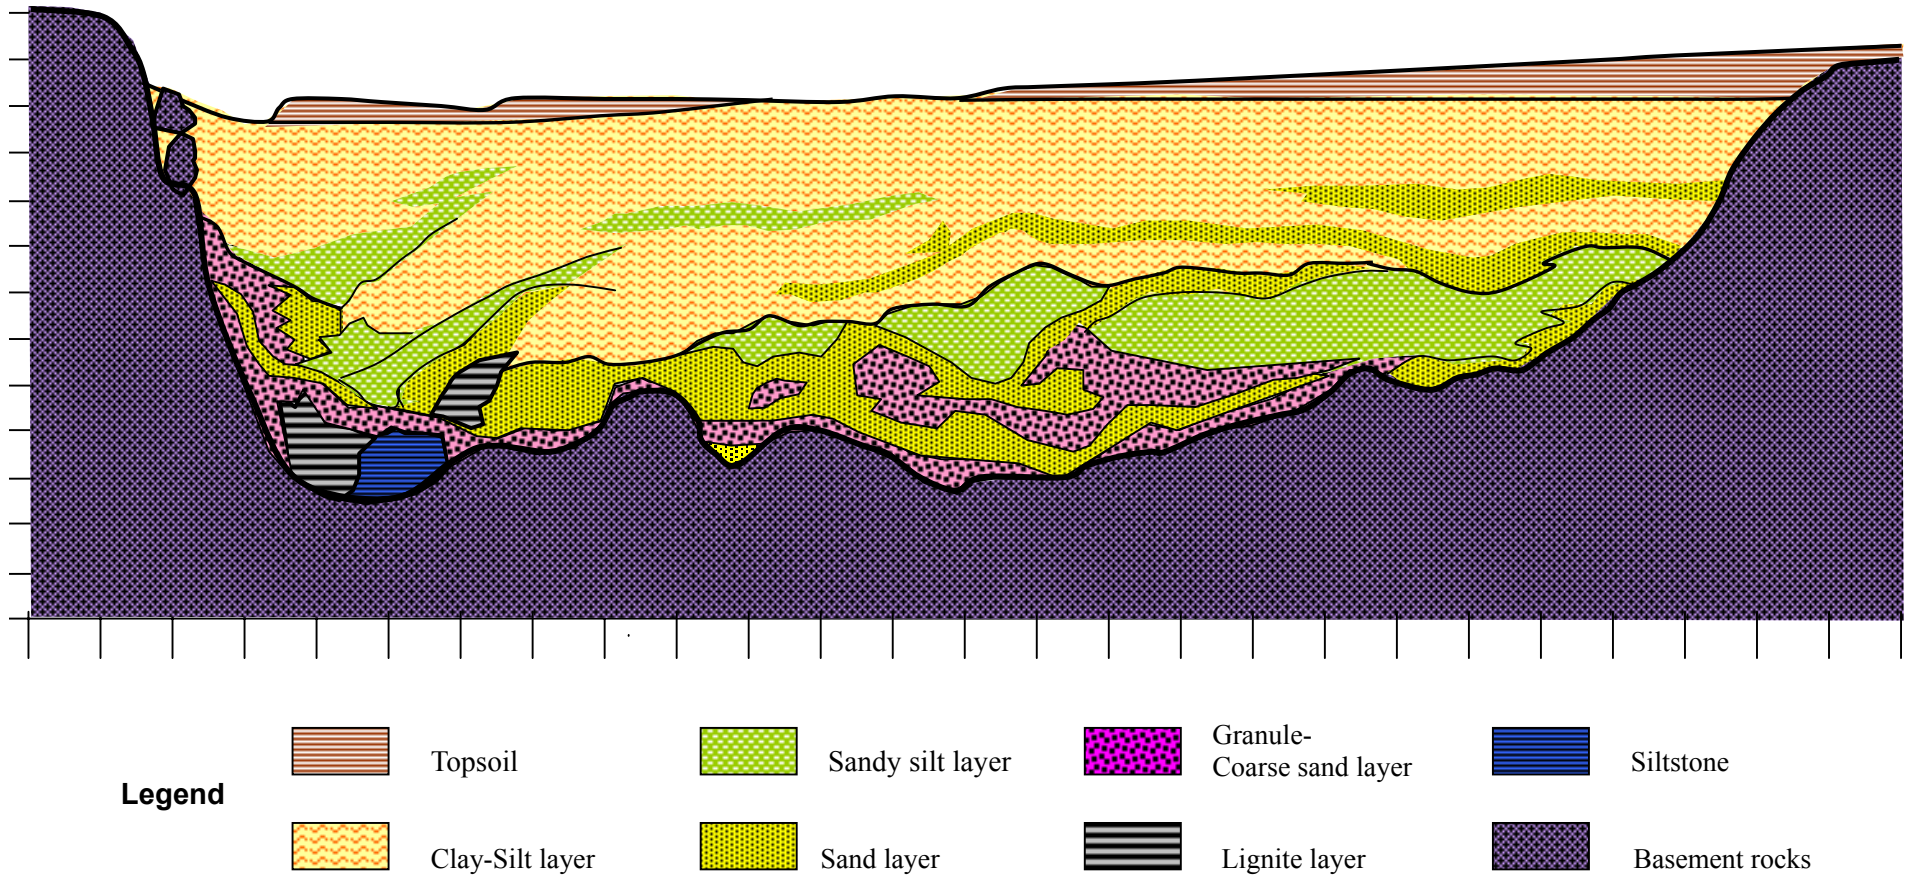 Legend
Topsoil
Sandy silt layer
Granule-
Coarse sand layer
Siltstone
Clay-Silt layer
Sand layer
Lignite layer
Basement rocks